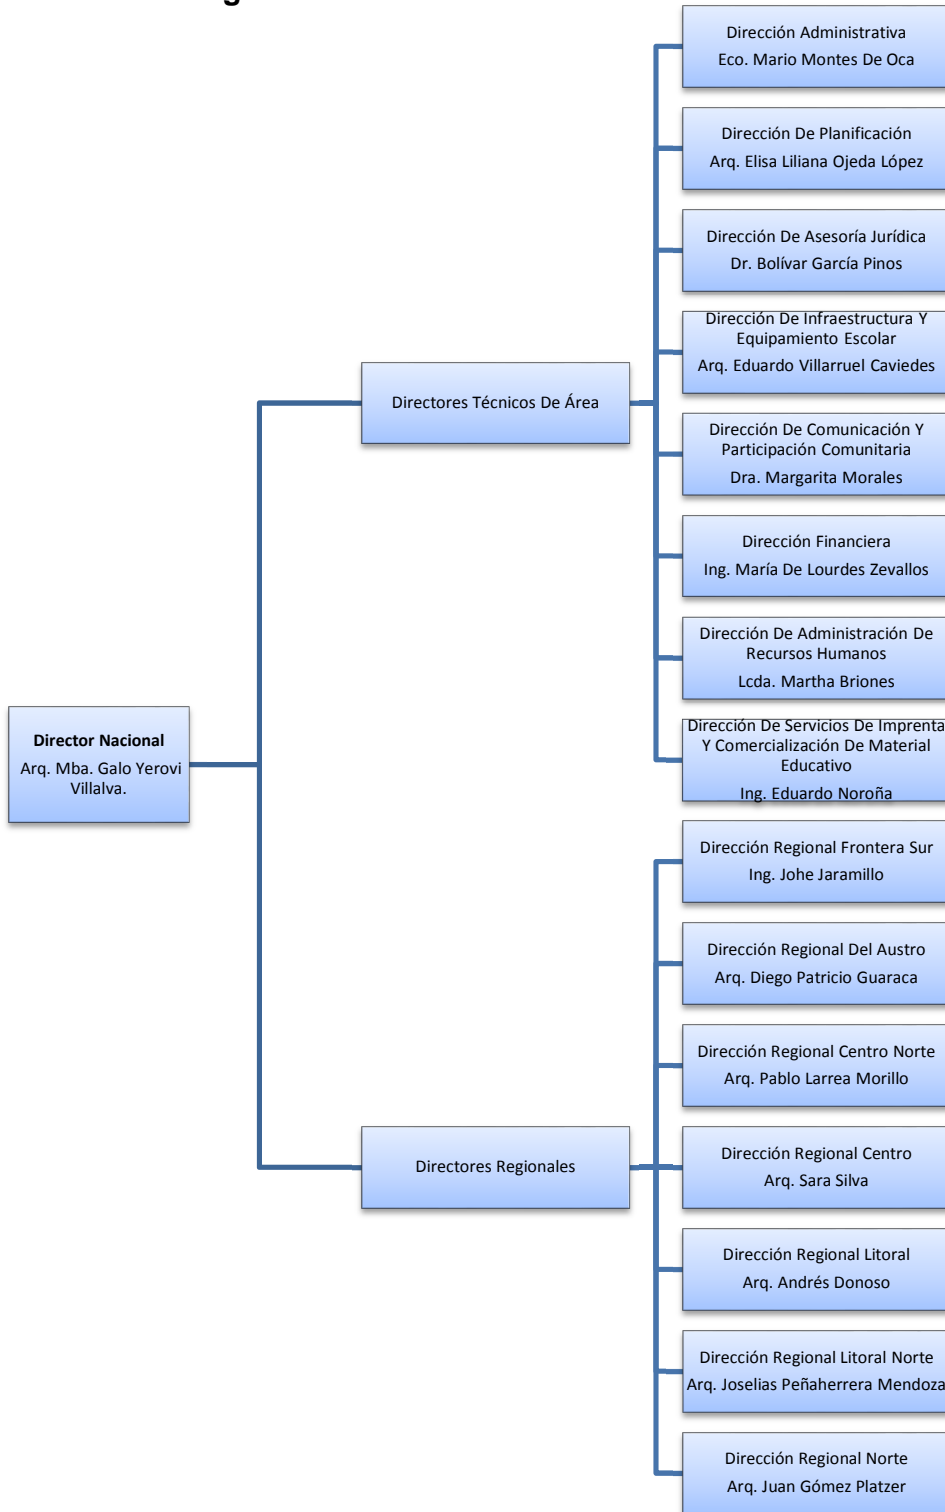 Dirección Administrativa
Eco. Mario Montes De Oca
Dirección De Planificación
Arq. Elisa Liliana Ojeda López
Dirección De Asesoría Jurídica
Dr. Bolívar García Pinos
Dirección De Infraestructura Y
Equipamiento Escolar
Arq. Eduardo Villarruel Caviedes
Directores Técnicos De Área
Dirección De Comunicación Y
Participación Comunitaria
Dra. Margarita Morales
Dirección Financiera
Ing. María De Lourdes Zevallos
Dirección De Administración De
Recursos Humanos
Lcda. Martha Briones
Director Nacional
Arq. Mba. Galo Yerovi
Villalva.
Dirección De Servicios De Imprenta
Y Comercialización De Material
Educativo
Ing. Eduardo Noroña
Dirección Regional Frontera Sur
Ing. Johe Jaramillo
Dirección Regional Del Austro
Arq. Diego Patricio Guaraca
Dirección Regional Centro Norte
Arq. Pablo Larrea Morillo
Directores Regionales
Dirección Regional Centro
Arq. Sara Silva
Dirección Regional Litoral
Arq. Andrés Donoso
Dirección Regional Litoral Norte
Arq. Joselias Peñaherrera Mendoza
Dirección Regional Norte
Arq. Juan Gómez Platzer